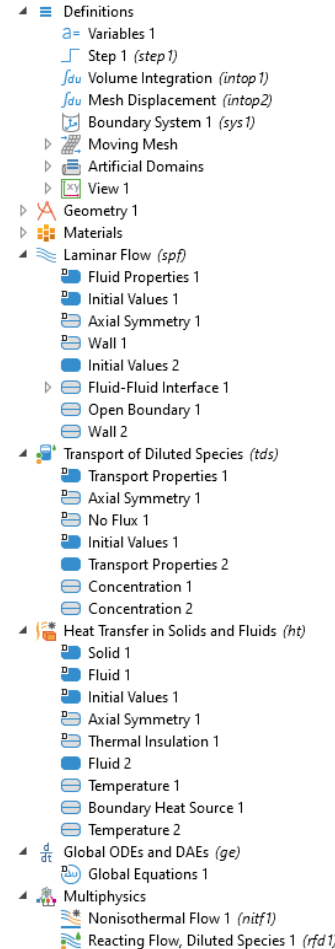 Definitions
a= Variables 1
Step 1 (step1)
∫du Volume Integration (intop1)
∫du Mesh Displacement (intop2)
Boundary System 1 (sys1)
Moving Mesh
Artificial Domains
xy View 1
Geometry 1
Materials
Laminar Flow (spf)
D Fluid Properties 1
D Initial Values 1
D Axial Symmetry 1
D Wall 1
Initial Values 2
Fluid-Fluid Interface 1
Open Boundary 1
Wall 2
Transport of Diluted Species (tds)
D Transport Properties 1
D Axial Symmetry 1
D No Flux 1
D Initial Values 1
Transport Properties 2
Concentration 1
Concentration 2
Heat Transfer in Solids and Fluids (ht)
D Solid 1
D Fluid 1
D Initial Values 1
D Axial Symmetry 1
D Thermal Insulation 1
Fluid 2
Temperature 1
Boundary Heat Source 1
Temperature 2
d/dt Global ODEs and DAEs (ge)
D Δu Global Equations 1
Multiphysics
Nonisothermal Flow 1 (nitf1)
Reacting Flow, Diluted Species 1 (rfd1)